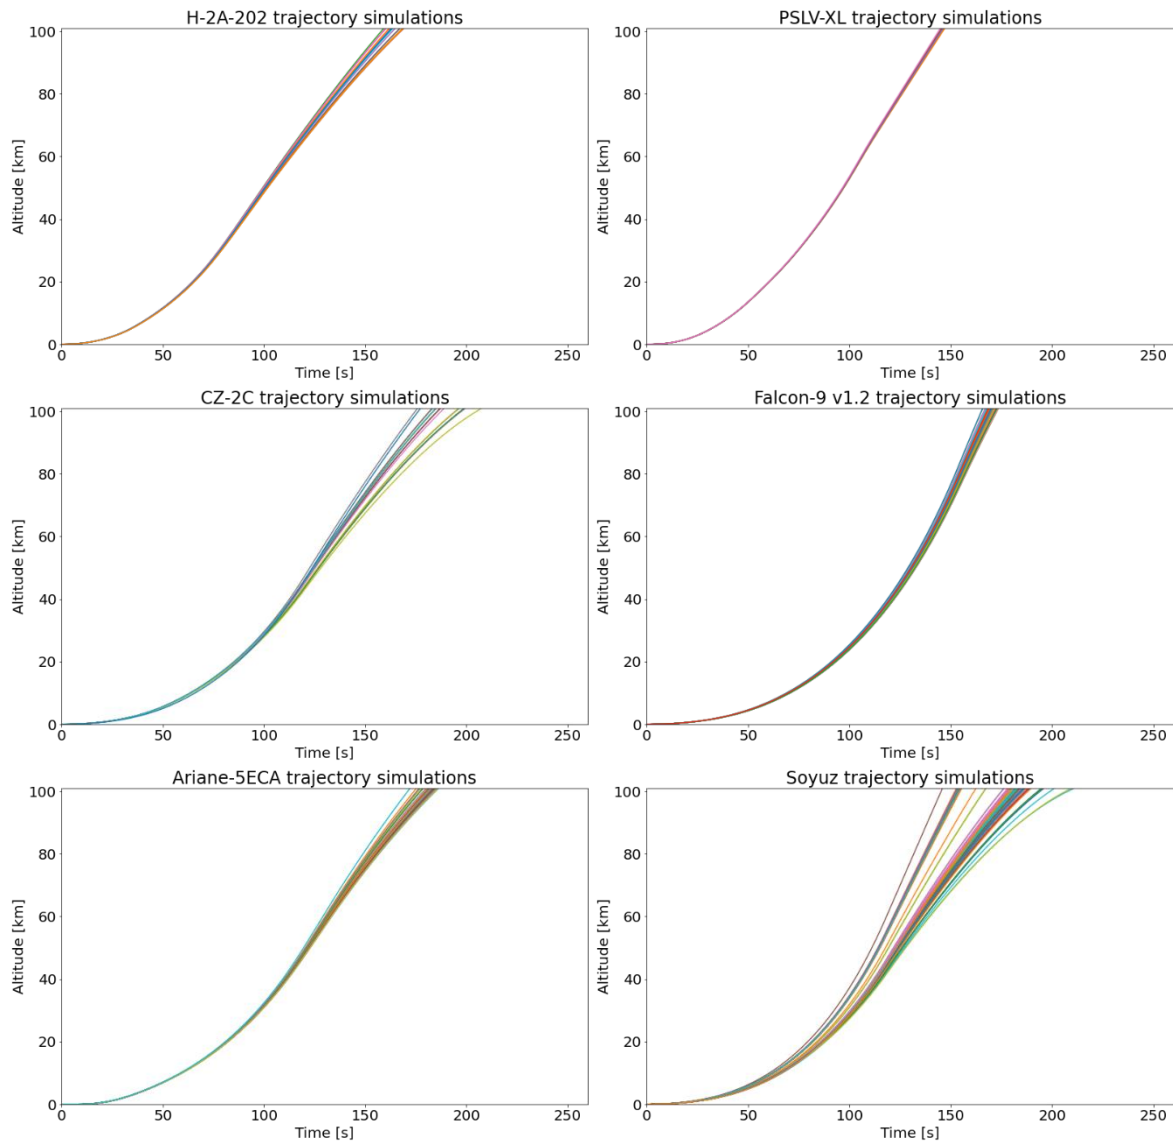 H-2A-202 trajectory simulations
100
80
60
40
20
0
Altitude [km]
0 50 100 150 200 250
Time [s]
PSLV-XL trajectory simulations
100
80
60
40
20
0
Altitude [km]
0 50 100 150 200 250
Time [s]
CZ-2C trajectory simulations
100
80
60
40
20
0
Altitude [km]
0 50 100 150 200 250
Time [s]
Falcon-9 v1.2 trajectory simulations
100
80
60
40
20
0
Altitude [km]
0 50 100 150 200 250
Time [s]
Ariane-5ECA trajectory simulations
100
80
60
40
20
0
Altitude [km]
0 50 100 150 200 250
Time [s]
Soyuz trajectory simulations
100
80
60
40
20
0
Altitude [km]
0 50 100 150 200 250
Time [s]